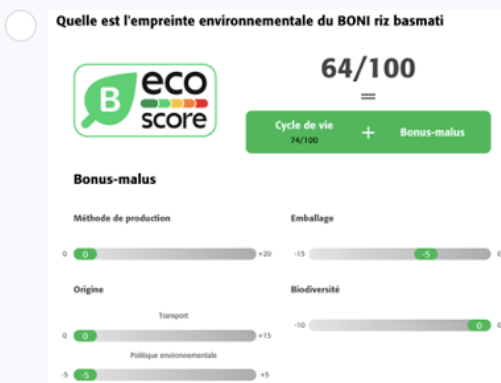 Quelle est l'empreinte environnementale du BONI riz basmati
B
eco
score
64/100
=
Cycle de vie
74/100
+
Bonus-malus
Bonus-malus
Méthode de production
0 0 +20
Emballage
-15 -5 0
Origine
Transport
0 0 +15
Politique environnementale
-5 -5 +5
Biodiversité
-10 0 0